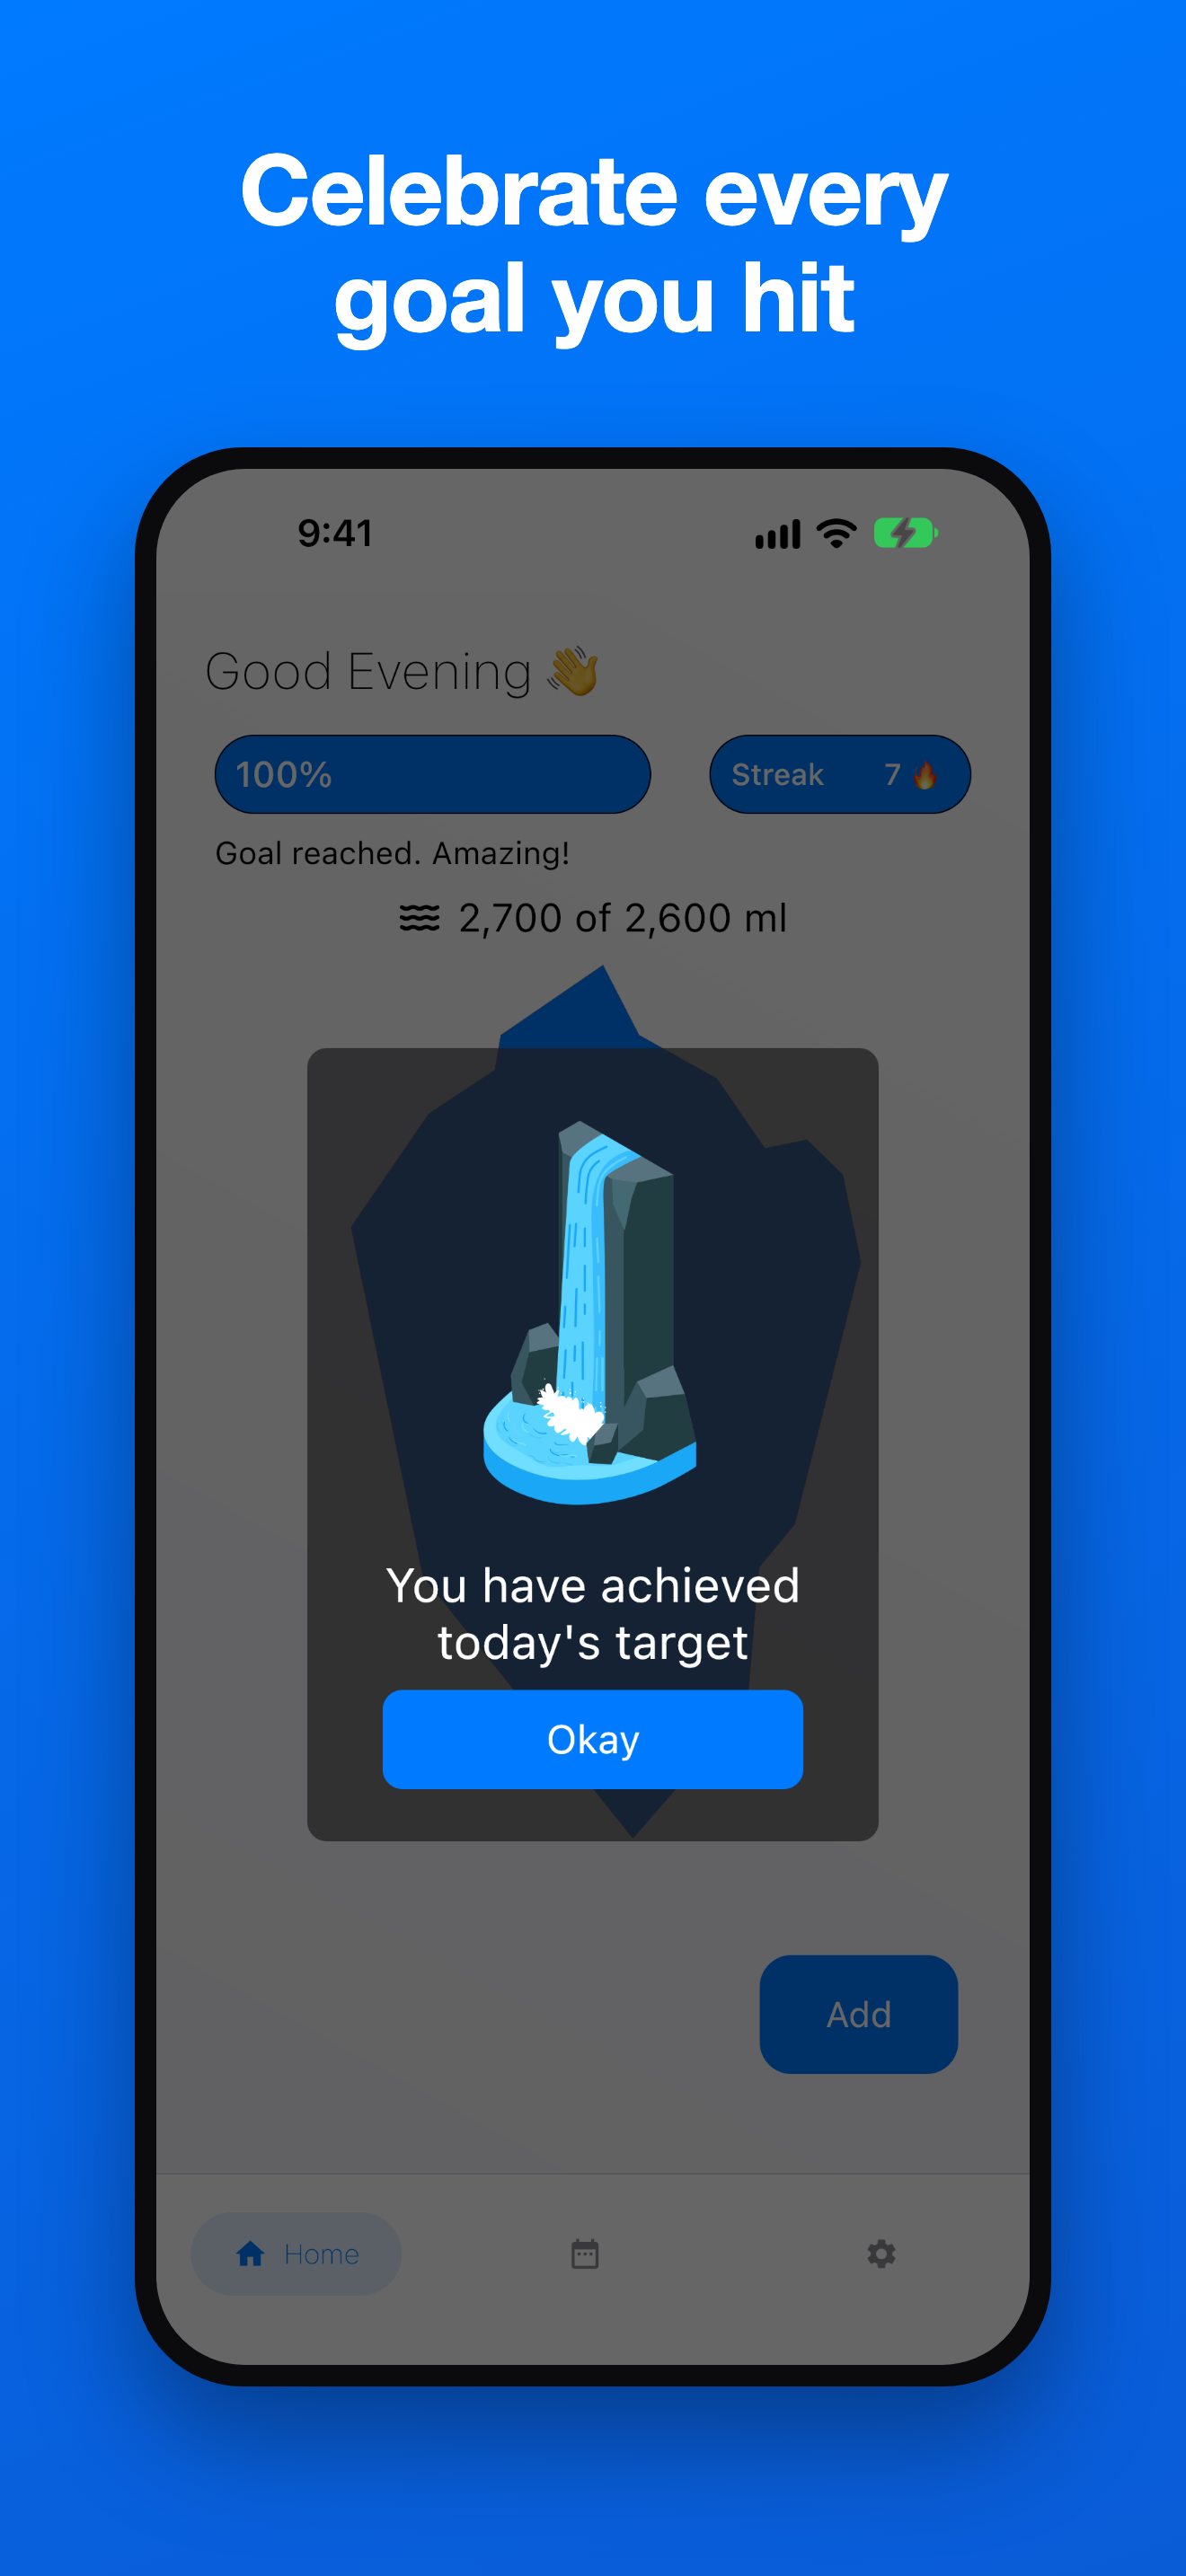 Celebrate every
goal you hit
9:41
Good Evening 👋
100%
Streak 7 🔥
Goal reached. Amazing!
2,700 of 2,600 ml
You have achieved
today's target
Okay
Add
Home